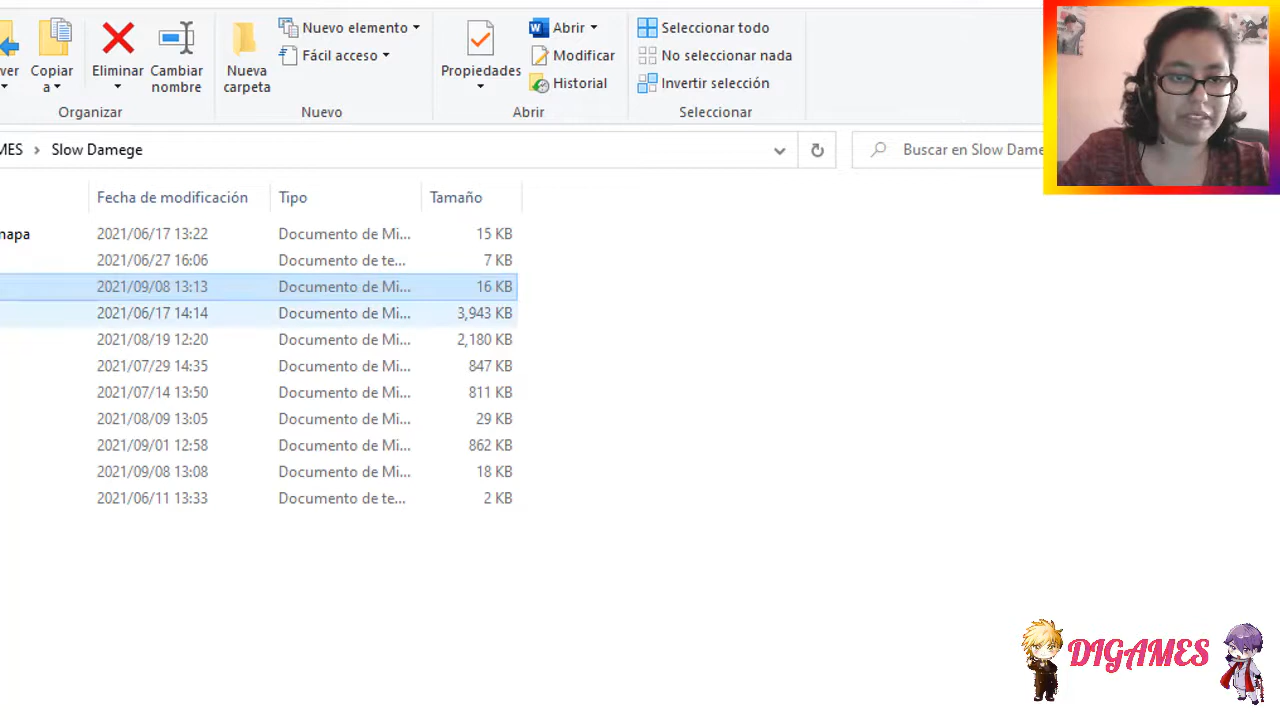 ver
Copiar
a
Eliminar
Cambiar
nombre
Organizar
Nueva
carpeta
Nuevo elemento
Fácil acceso
Nuevo
Propiedades
Abrir
Modificar
Historial
Abrir
Seleccionar todo
No seleccionar nada
Invertir selección
Seleccionar
MES > Slow Damege
Buscar en Slow Dame
Fecha de modificación Tipo Tamaño
mapa 2021/06/17 13:22 Documento de Mi... 15 KB
2021/06/27 16:06 Documento de te... 7 KB
2021/09/08 13:13 Documento de Mi... 16 KB
2021/06/17 14:14 Documento de Mi... 3,943 KB
2021/08/19 12:20 Documento de Mi... 2,180 KB
2021/07/29 14:35 Documento de Mi... 847 KB
2021/07/14 13:50 Documento de Mi... 811 KB
2021/08/09 13:05 Documento de Mi... 29 KB
2021/09/01 12:58 Documento de Mi... 862 KB
2021/09/08 13:08 Documento de Mi... 18 KB
2021/06/11 13:33 Documento de te... 2 KB
DIGAMES